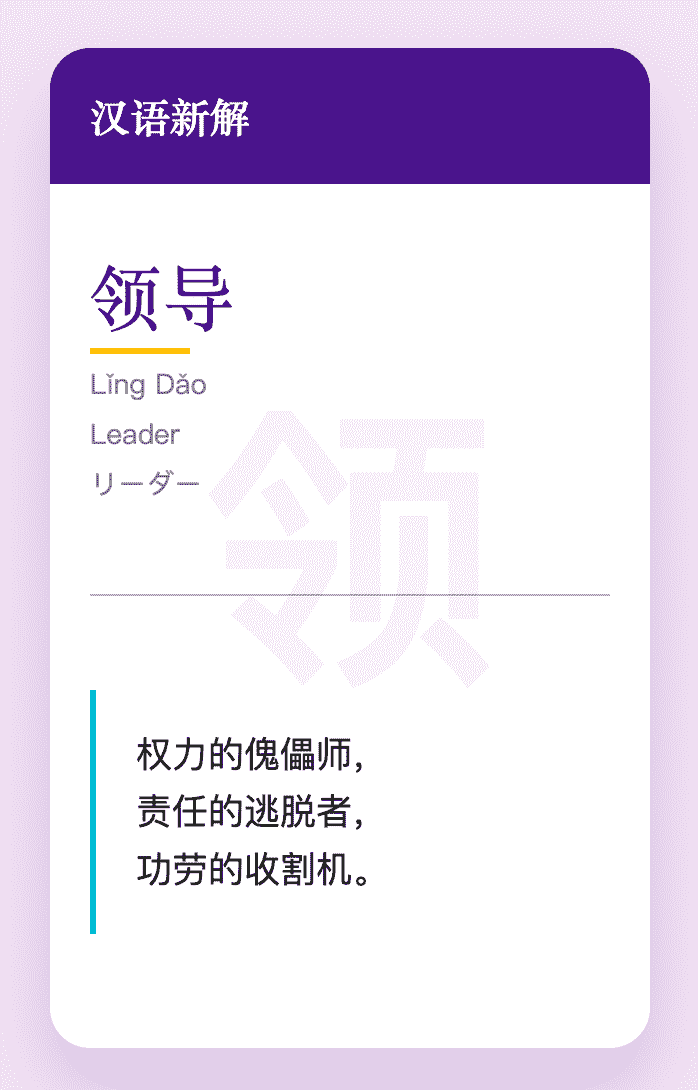 汉语新解
领导
Lǐng Dǎo
Leader
リーダー
领
权力的傀儡师,
责任的逃脱者,
功劳的收割机。